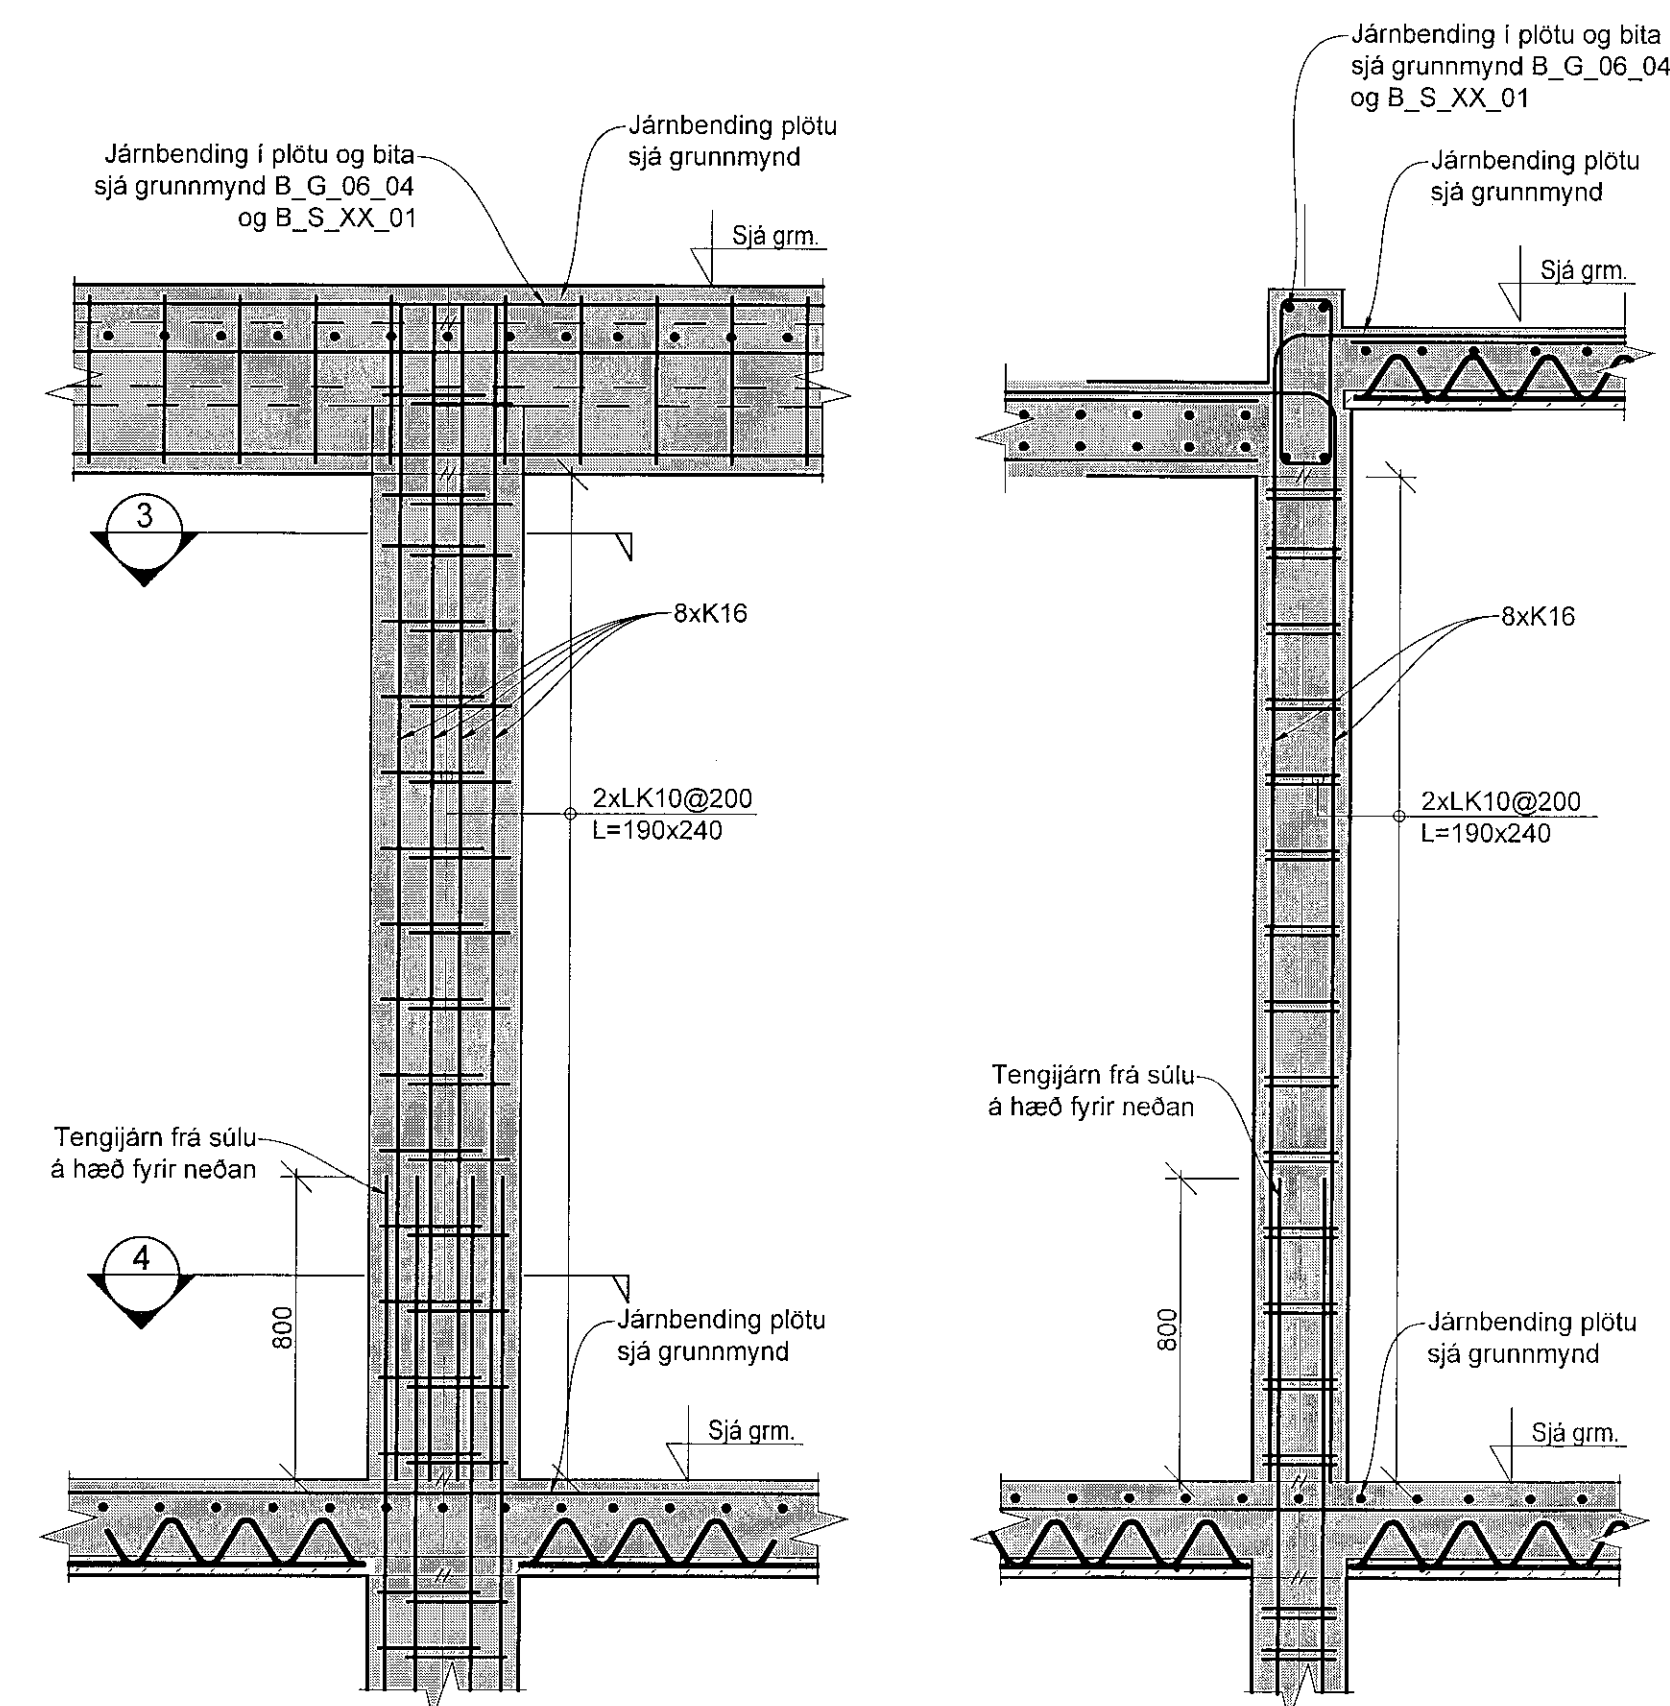 Járnbending í plötu og bita
sjá grunnmynd B_G_06_04
og B_S_XX_01
Járnbending plötu
sjá grunnmynd
Sjá grm.
3
8xK16
2xLK10@200
L=190x240
Tengijárn frá súlu
á hæð fyrir neðan
4
800
Járnbending plötu
sjá grunnmynd
Sjá grm.
Járnbending í plötu og bita
sjá grunnmynd B_G_06_04
og B_S_XX_01
Járnbending plötu
sjá grunnmynd
Sjá grm.
8xK16
2xLK10@200
L=190x240
Tengijárn frá súlu
á hæð fyrir neðan
800
Járnbending plötu
sjá grunnmynd
Sjá grm.